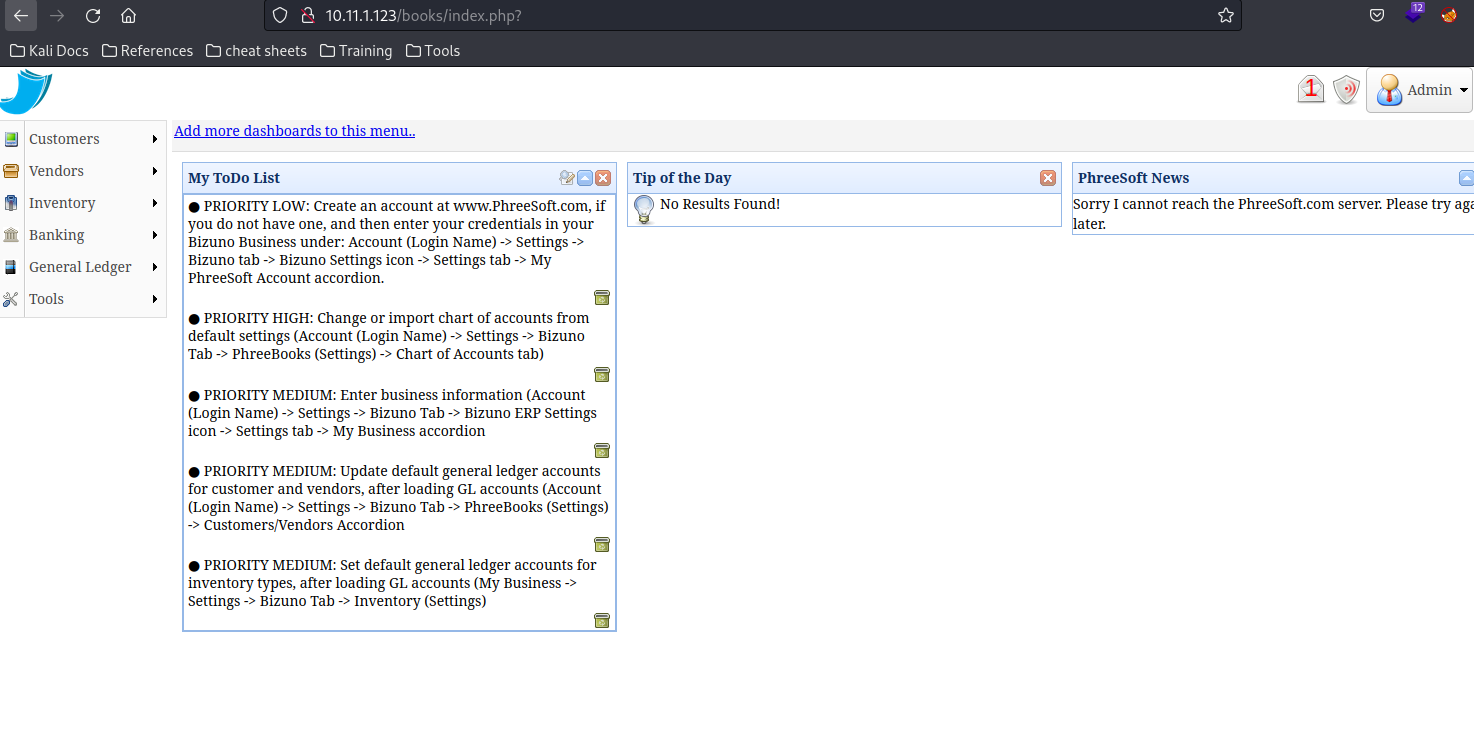 12
10.11.1.123/books/index.php?
Kali Docs
References
cheat sheets
Training
Tools
1
Admin
Customers
Vendors
Inventory
Banking
General Ledger
Tools
Add more dashboards to this menu..
My ToDo List
● PRIORITY LOW: Create an account at www.PhreeSoft.com, if
you do not have one, and then enter your credentials in your
Bizuno Business under: Account (Login Name) -> Settings ->
Bizuno tab -> Bizuno Settings icon -> Settings tab -> My
PhreeSoft Account accordion.
● PRIORITY HIGH: Change or import chart of accounts from
default settings (Account (Login Name) -> Settings -> Bizuno
Tab -> PhreeBooks (Settings) -> Chart of Accounts tab)
● PRIORITY MEDIUM: Enter business information (Account
(Login Name) -> Settings -> Bizuno Tab -> Bizuno ERP Settings
icon -> Settings tab -> My Business accordion
● PRIORITY MEDIUM: Update default general ledger accounts
for customer and vendors, after loading GL accounts (Account
(Login Name) -> Settings -> Bizuno Tab -> PhreeBooks (Settings)
-> Customers/Vendors Accordion
● PRIORITY MEDIUM: Set default general ledger accounts for
inventory types, after loading GL accounts (My Business ->
Settings -> Bizuno Tab -> Inventory (Settings)
Tip of the Day
No Results Found!
PhreeSoft News
Sorry I cannot reach the PhreeSoft.com server. Please try aga
later.